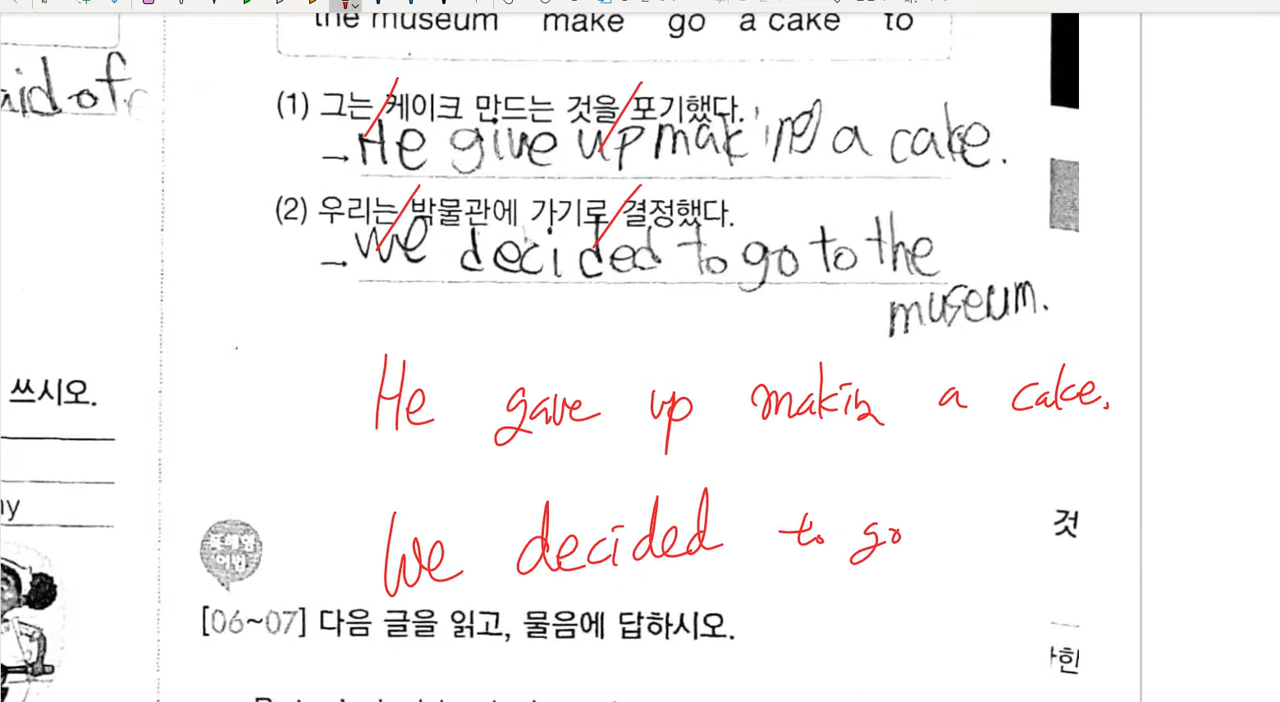 the museum make go a cake to
aid of
(1) 그는 케이크 만드는 것을 포기했다.
→ He give up making a cake.
(2) 우리는 박물관에 가기로 결정했다.
→ We decided to go to the
museum.
He gave up making a cake.
We decided to go
쓰시오.
것
[06~07] 다음 글을 읽고, 물음에 답하시오.